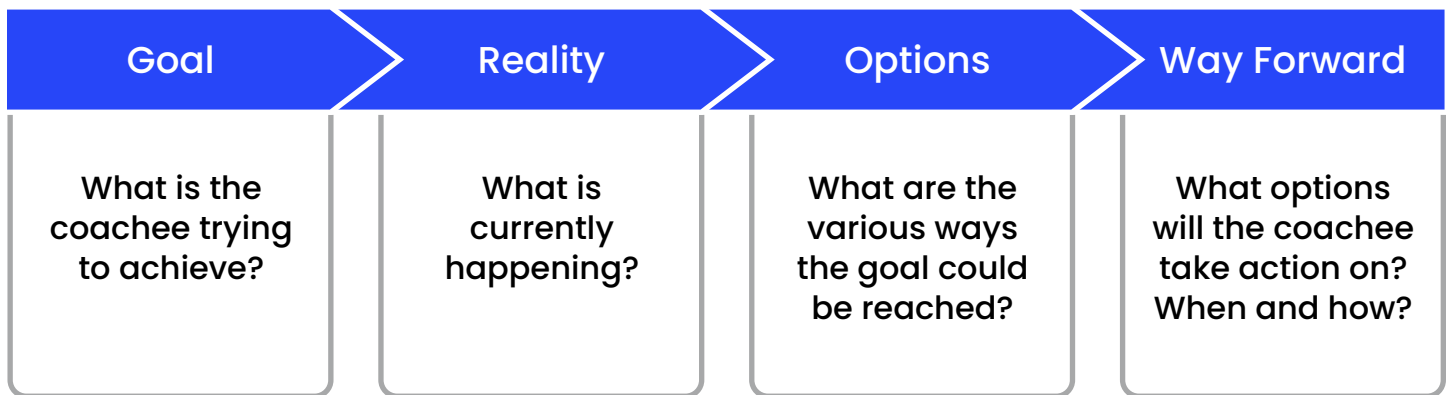 Goal
Reality
Options
Way Forward
What is the
coachee trying
to achieve?
What is
currently
happening?
What are the
various ways
the goal could
be reached?
What options
will the coachee
take action on?
When and how?